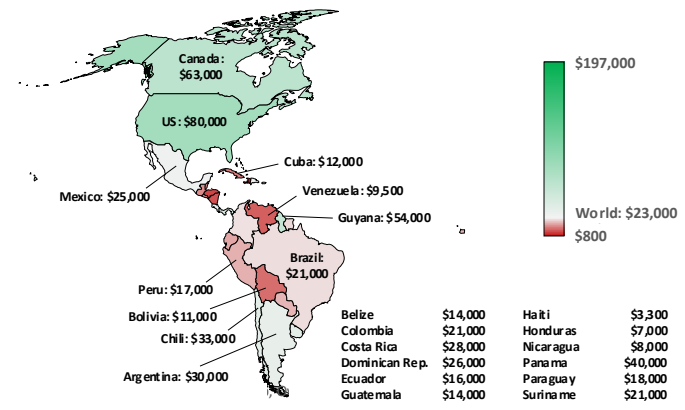 Canada:
$63,000
US: $80,000
Mexico: $25,000
Cuba: $12,000
Venezuela: $9,500
Guyana: $54,000
Brazil:
$21,000
Peru: $17,000
Bolivia: $11,000
Chili: $33,000
Argentina: $30,000
$197,000
World: $23,000
$800
Belize $14,000 Haiti $3,300
Colombia $21,000 Honduras $7,000
Costa Rica $28,000 Nicaragua $8,000
Dominican Rep. $26,000 Panama $40,000
Ecuador $16,000 Paraguay $18,000
Guatemala $14,000 Suriname $21,000